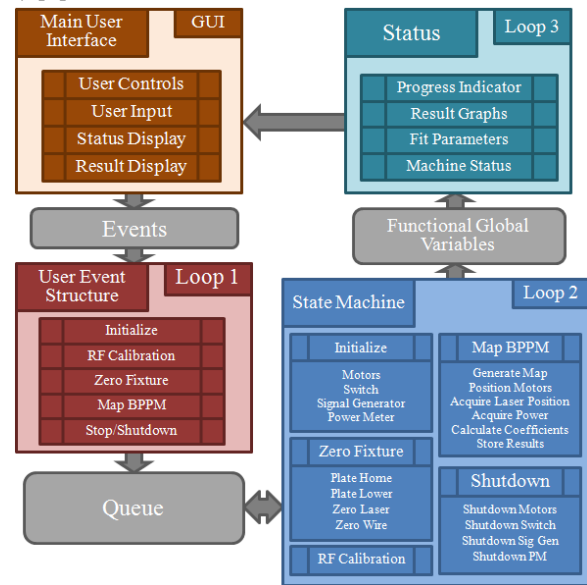 Main User
Interface
GUI
User Controls
User Input
Status Display
Result Display
Status
Loop 3
Progress Indicator
Result Graphs
Fit Parameters
Machine Status
Events
Functional Global
Variables
User Event
Structure
Loop 1
Initialize
RF Calibration
Zero Fixture
Map BPPM
Stop/Shutdown
Queue
State Machine
Loop 2
Initialize
Motors
Switch
Signal Generator
Power Meter
Zero Fixture
Plate Home
Plate Lower
Zero Laser
Zero Wire
RF Calibration
Map BPPM
Generate Map
Position Motors
Acquire Laser Position
Acquire Power
Calculate Coefficients
Store Results
Shutdown
Shutdown Motors
Shutdown Switch
Shutdown Sig Gen
Shutdown PM